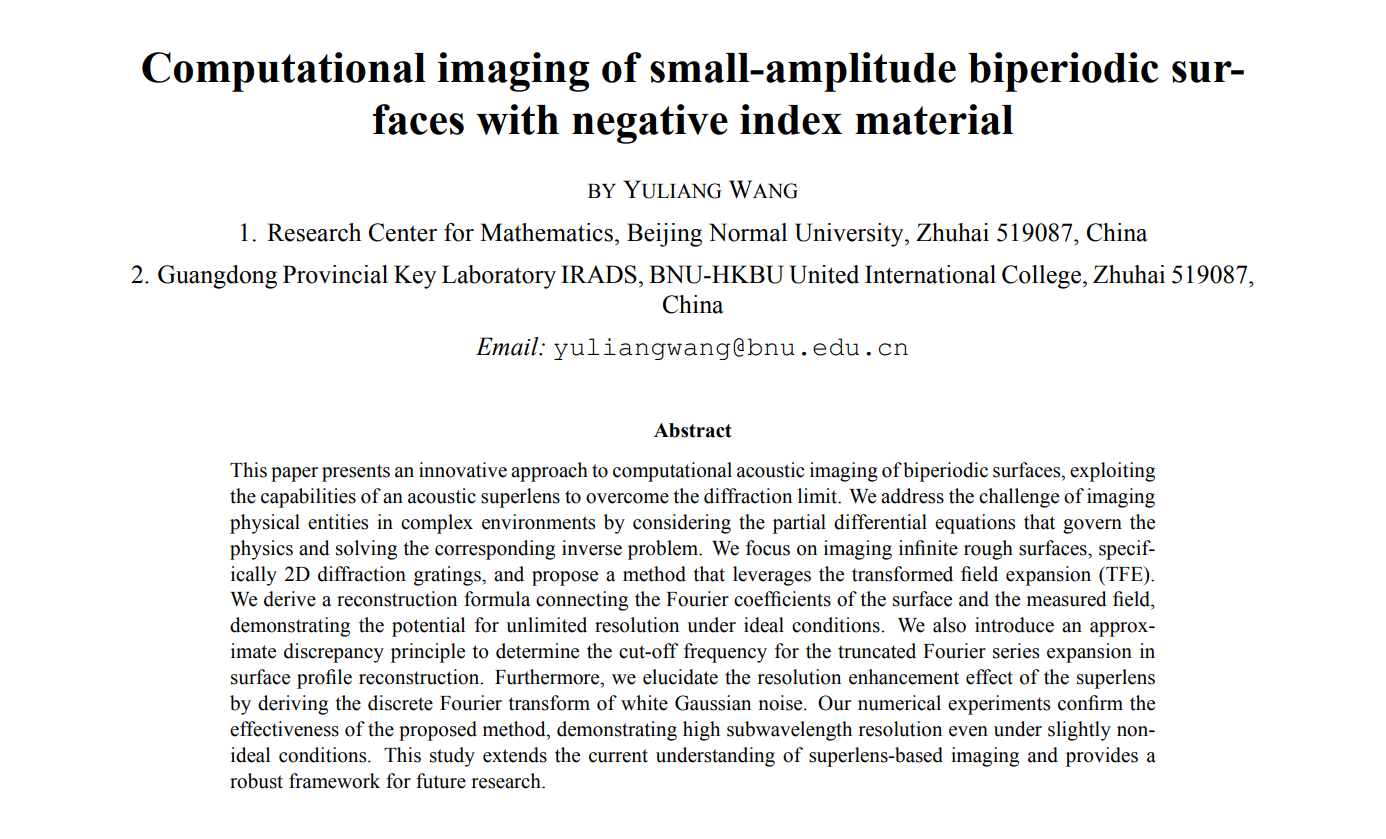 Computational imaging of small-amplitude biperiodic sur-
faces with negative index material
BY YULIANG WANG
1. Research Center for Mathematics, Beijing Normal University, Zhuhai 519087, China
2. Guangdong Provincial Key Laboratory IRADS, BNU-HKBU United International College, Zhuhai 519087,
China
Email: yuliangwang@bnu.edu.cn
Abstract
This paper presents an innovative approach to computational acoustic imaging of biperiodic surfaces, exploiting
the capabilities of an acoustic superlens to overcome the diffraction limit. We address the challenge of imaging
physical entities in complex environments by considering the partial differential equations that govern the
physics and solving the corresponding inverse problem. We focus on imaging infinite rough surfaces, specif-
ically 2D diffraction gratings, and propose a method that leverages the transformed field expansion (TFE).
We derive a reconstruction formula connecting the Fourier coefficients of the surface and the measured field,
demonstrating the potential for unlimited resolution under ideal conditions. We also introduce an approx-
imate discrepancy principle to determine the cut-off frequency for the truncated Fourier series expansion in
surface profile reconstruction. Furthermore, we elucidate the resolution enhancement effect of the superlens
by deriving the discrete Fourier transform of white Gaussian noise. Our numerical experiments confirm the
effectiveness of the proposed method, demonstrating high subwavelength resolution even under slightly non-
ideal conditions. This study extends the current understanding of superlens-based imaging and provides a
robust framework for future research.